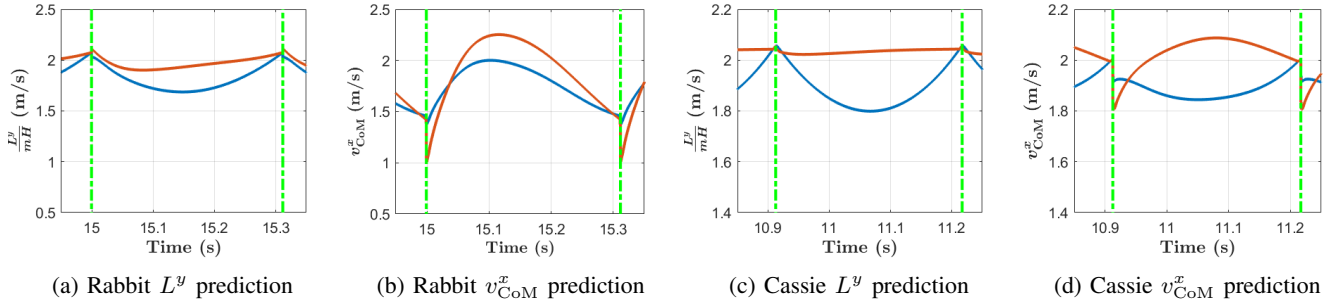 2.5
2
1.5
1
0.5
L^y/mH (m/s)
15 15.1 15.2 15.3
Time (s)
(a) Rabbit L^y prediction
2.5
2
1.5
1
0.5
v^x_CoM (m/s)
15 15.1 15.2 15.3
Time (s)
(b) Rabbit v^x_CoM prediction
2.2
2
1.8
1.6
1.4
L^y/mH (m/s)
10.9 11 11.1 11.2
Time (s)
(c) Cassie L^y prediction
2.2
2
1.8
1.6
1.4
v^x_CoM (m/s)
10.9 11 11.1 11.2
Time (s)
(d) Cassie v^x_CoM prediction